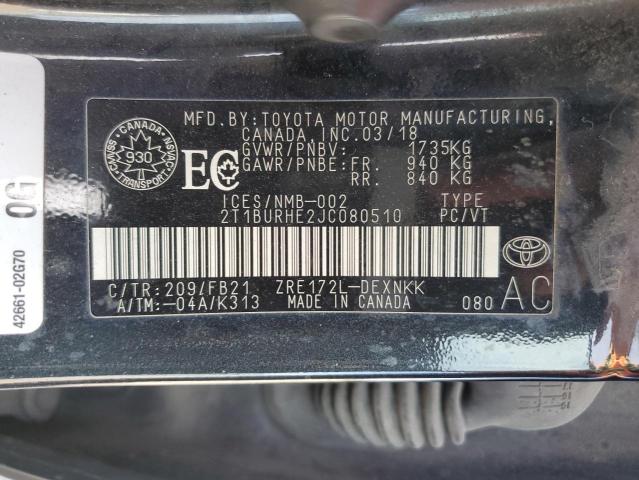 MFD.BY:TOYOTA MOTOR MANUFACTURING,
CANADA, INC.03/18
GVWR/PNBV: 1735KG
GAWR/PNBE:FR. 940 KG
RR. 840 KG
CANADA
930
TRANSPORT
EC
ICES/NMB-002 TYPE
2T1BURHE2JC080510 PC/VT
C/TR:209/FB21 ZRE172L-DEXNKK
A/TM:-04A/K313 MADE IN CANADA 080 AC
0G
42661-02G70